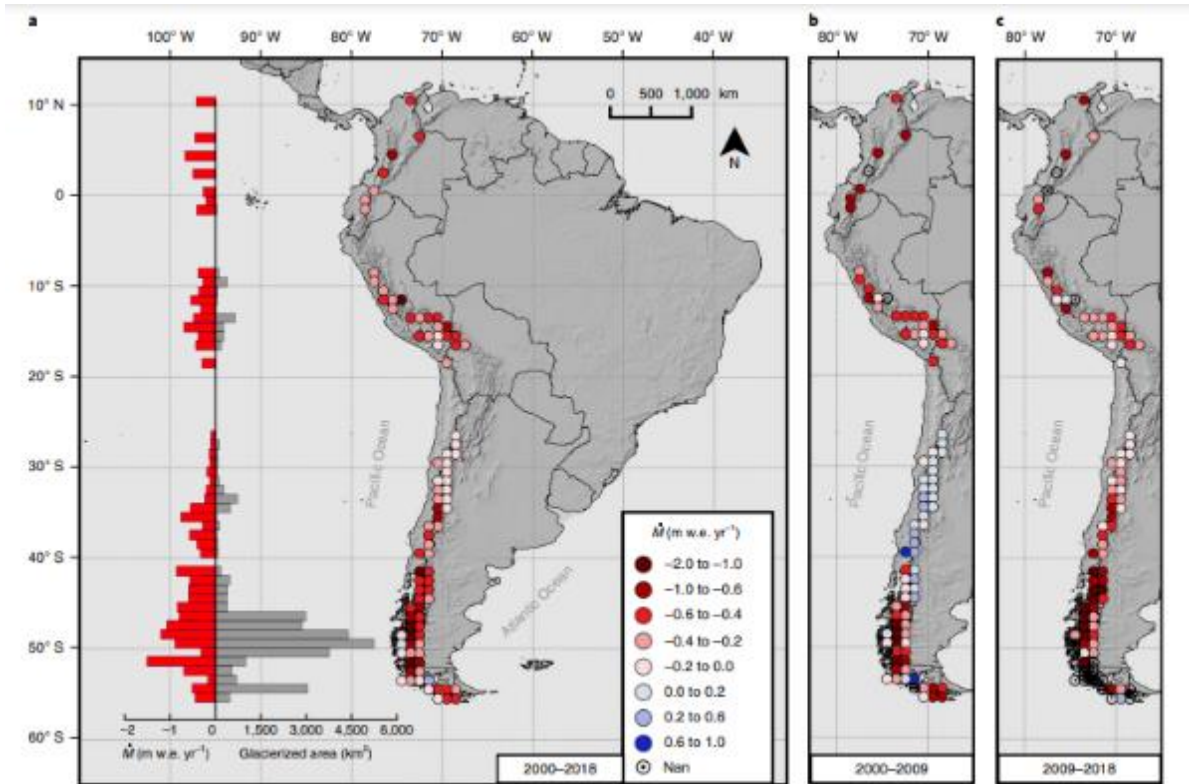 a
b
c
100° W 90° W 80° W 70° W 60° W 50° W 40° W
80° W 70° W
80° W 70° W
10° N
0
10° S
20° S
30° S
40° S
50° S
60° S
0 500 1,000 km
N
Pacific Ocean
Atlantic Ocean
Pacific Ocean
Pacific Ocean
Ṁ (m w.e. yr⁻¹)
−2.0 to −1.0
−1.0 to −0.6
−0.6 to −0.4
−0.4 to −0.2
−0.2 to 0.0
0.0 to 0.2
0.2 to 0.6
0.6 to 1.0
Nan
−2 −1 0 1,500 3,000 4,500 6,000
Ṁ (m w.e. yr⁻¹) Glacierized area (km²)
2000–2018
2000–2009
2009–2018